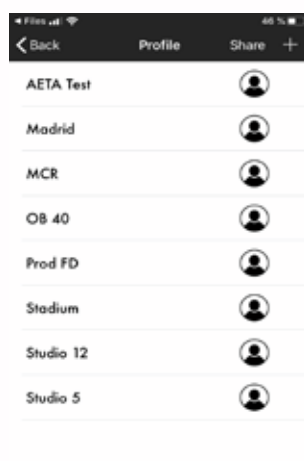 Files 46 %
Back Profile Share +
AETA Test
Madrid
MCR
OB 40
Prod FD
Stadium
Studio 12
Studio 5